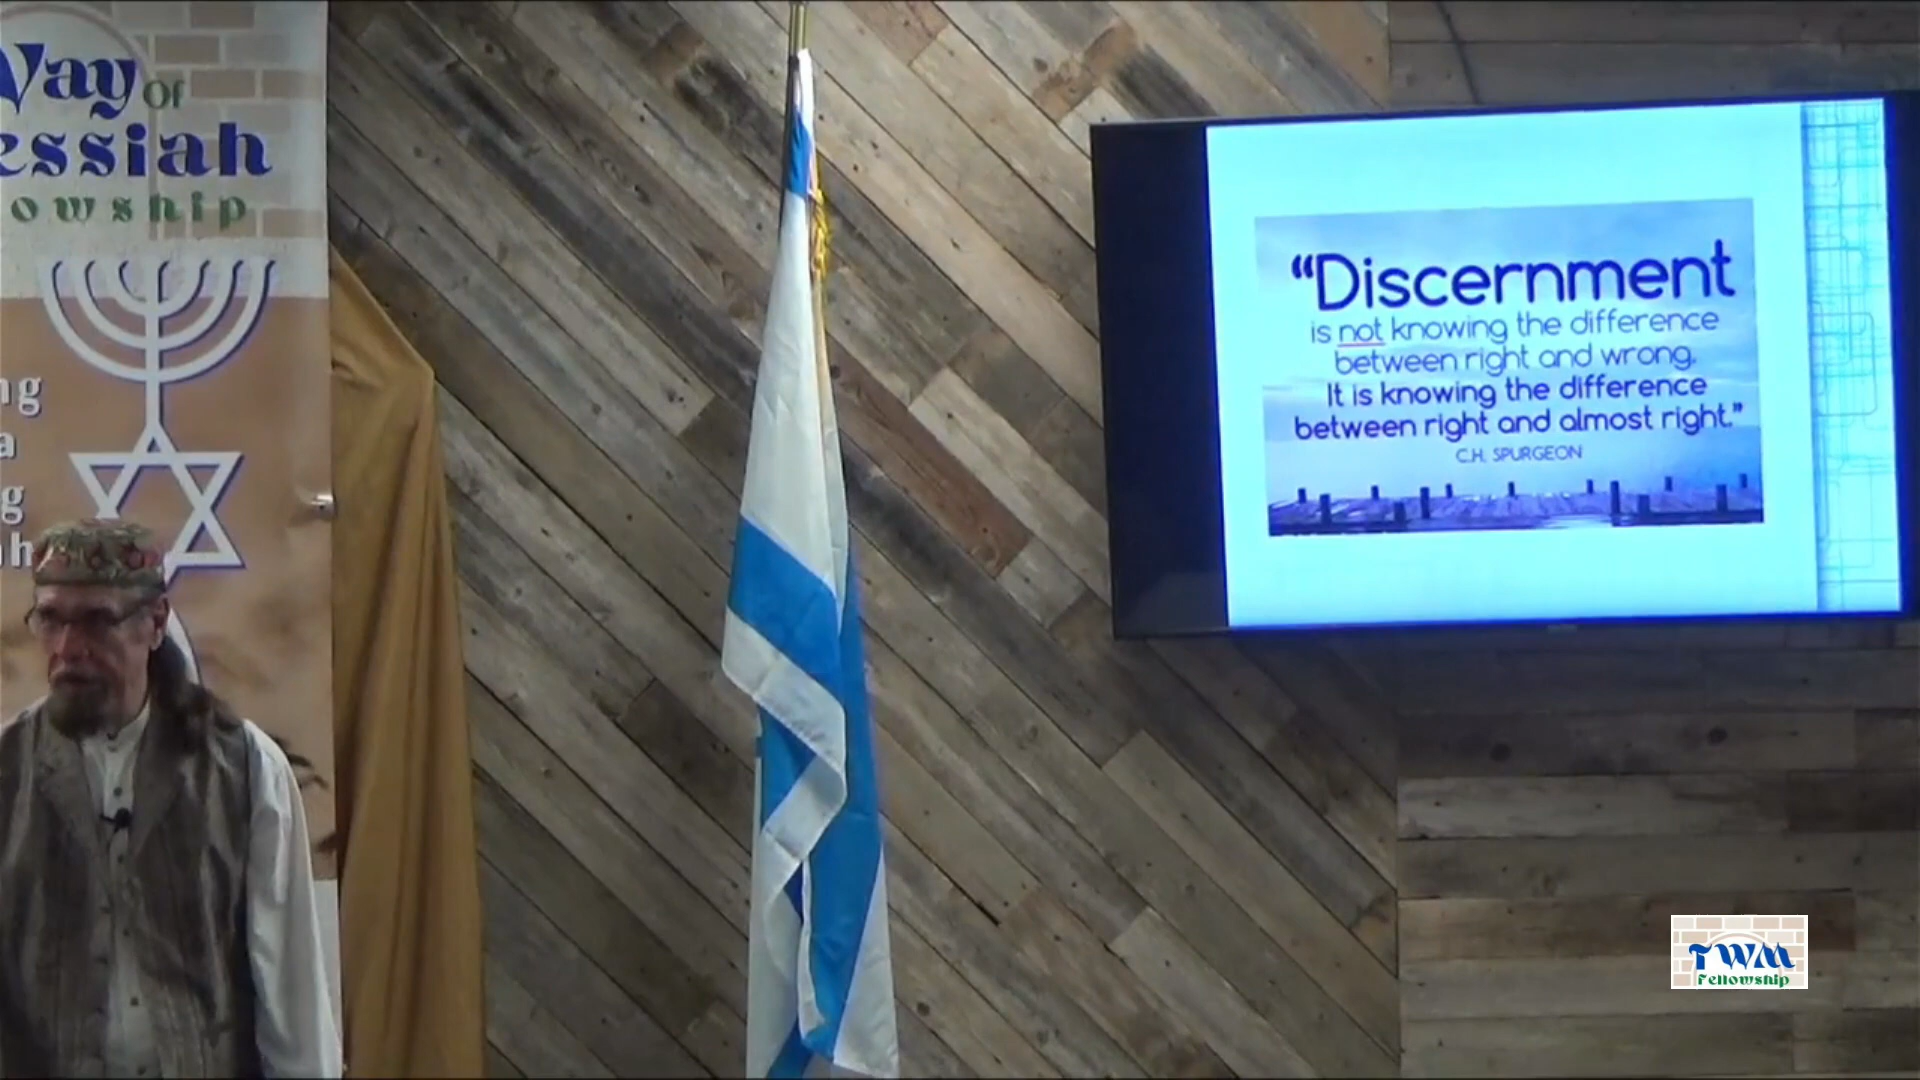 Way Of
essiah
owship
ng
a
g
h
“Discernment
is not knowing the difference
between right and wrong.
It is knowing the difference
between right and almost right.”
C.H. SPURGEON
TWM
Fellowship